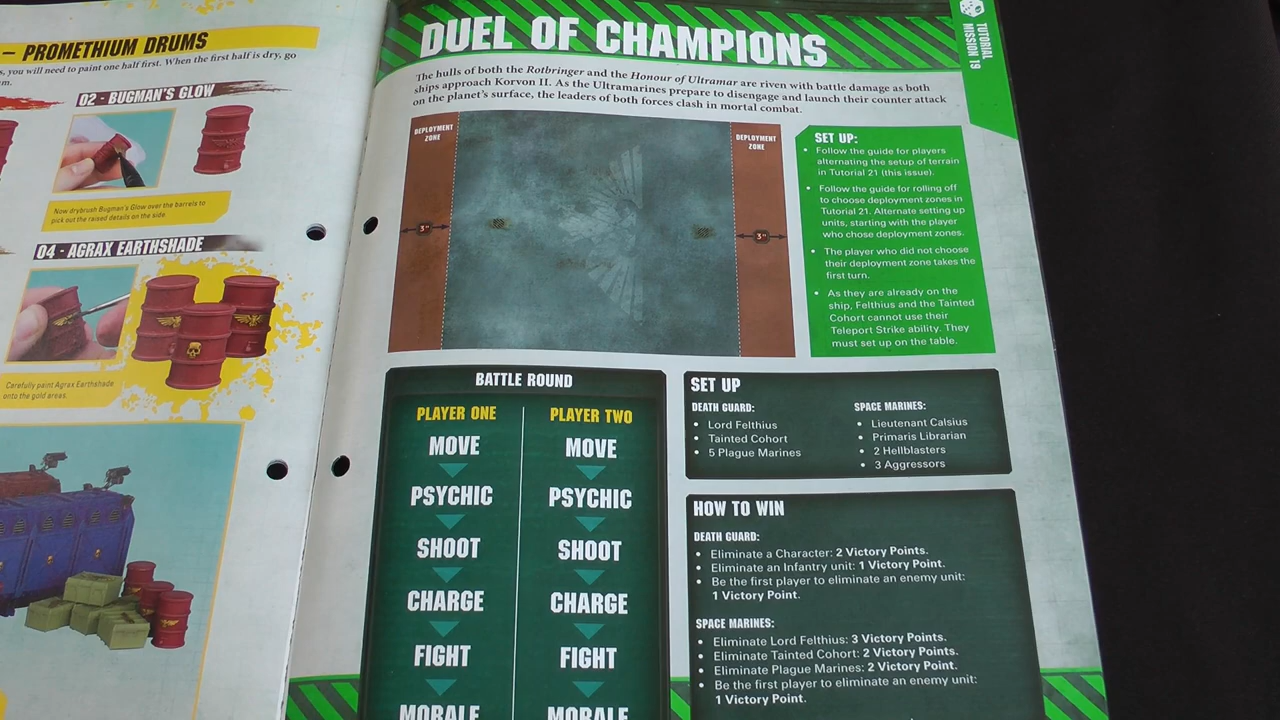 – PROMETHIUM DRUMS
, you will need to paint one half first. When the first half is dry, go
02 - BUGMAN'S GLOW
Now drybrush Bugman's Glow over the barrels to
pick out the raised details on the side
04 - AGRAX EARTHSHADE
Carefully paint Agrax Earthshade
onto the gold areas.
DUEL OF CHAMPIONS
TUTORIAL
MISSION 19
The hulls of both the Rotbringer and the Honour of Ultramar are riven with battle damage as both
ships approach Korvon II. As the Ultramarines prepare to disengage and launch their counter attack
on the planet's surface, the leaders of both forces clash in mortal combat.
DEPLOYMENT
ZONE
3"
DEPLOYMENT
ZONE
3"
SET UP:
• Follow the guide for players
alternating the setup of terrain
in Tutorial 21 (this issue).
• Follow the guide for rolling off
to choose deployment zones in
Tutorial 21. Alternate setting up
units, starting with the player
who chose deployment zones.
• The player who did not choose
their deployment zone takes the
first turn.
• As they are already on the
ship, Felthius and the Tainted
Cohort cannot use their
Teleport Strike ability. They
must set up on the table.
BATTLE ROUND
PLAYER ONE
MOVE
PSYCHIC
SHOOT
CHARGE
FIGHT
MORALE
PLAYER TWO
MOVE
PSYCHIC
SHOOT
CHARGE
FIGHT
MORALE
SET UP
DEATH GUARD:
• Lord Felthius
• Tainted Cohort
• 5 Plague Marines
SPACE MARINES:
• Lieutenant Calsius
• Primaris Librarian
• 2 Hellblasters
• 3 Aggressors
HOW TO WIN
DEATH GUARD:
• Eliminate a Character: 2 Victory Points.
• Eliminate an Infantry unit: 1 Victory Point.
• Be the first player to eliminate an enemy unit:
1 Victory Point.
SPACE MARINES:
• Eliminate Lord Felthius: 3 Victory Points.
• Eliminate Tainted Cohort: 2 Victory Points.
• Eliminate Plague Marines: 2 Victory Point.
• Be the first player to eliminate an enemy unit:
1 Victory Point.